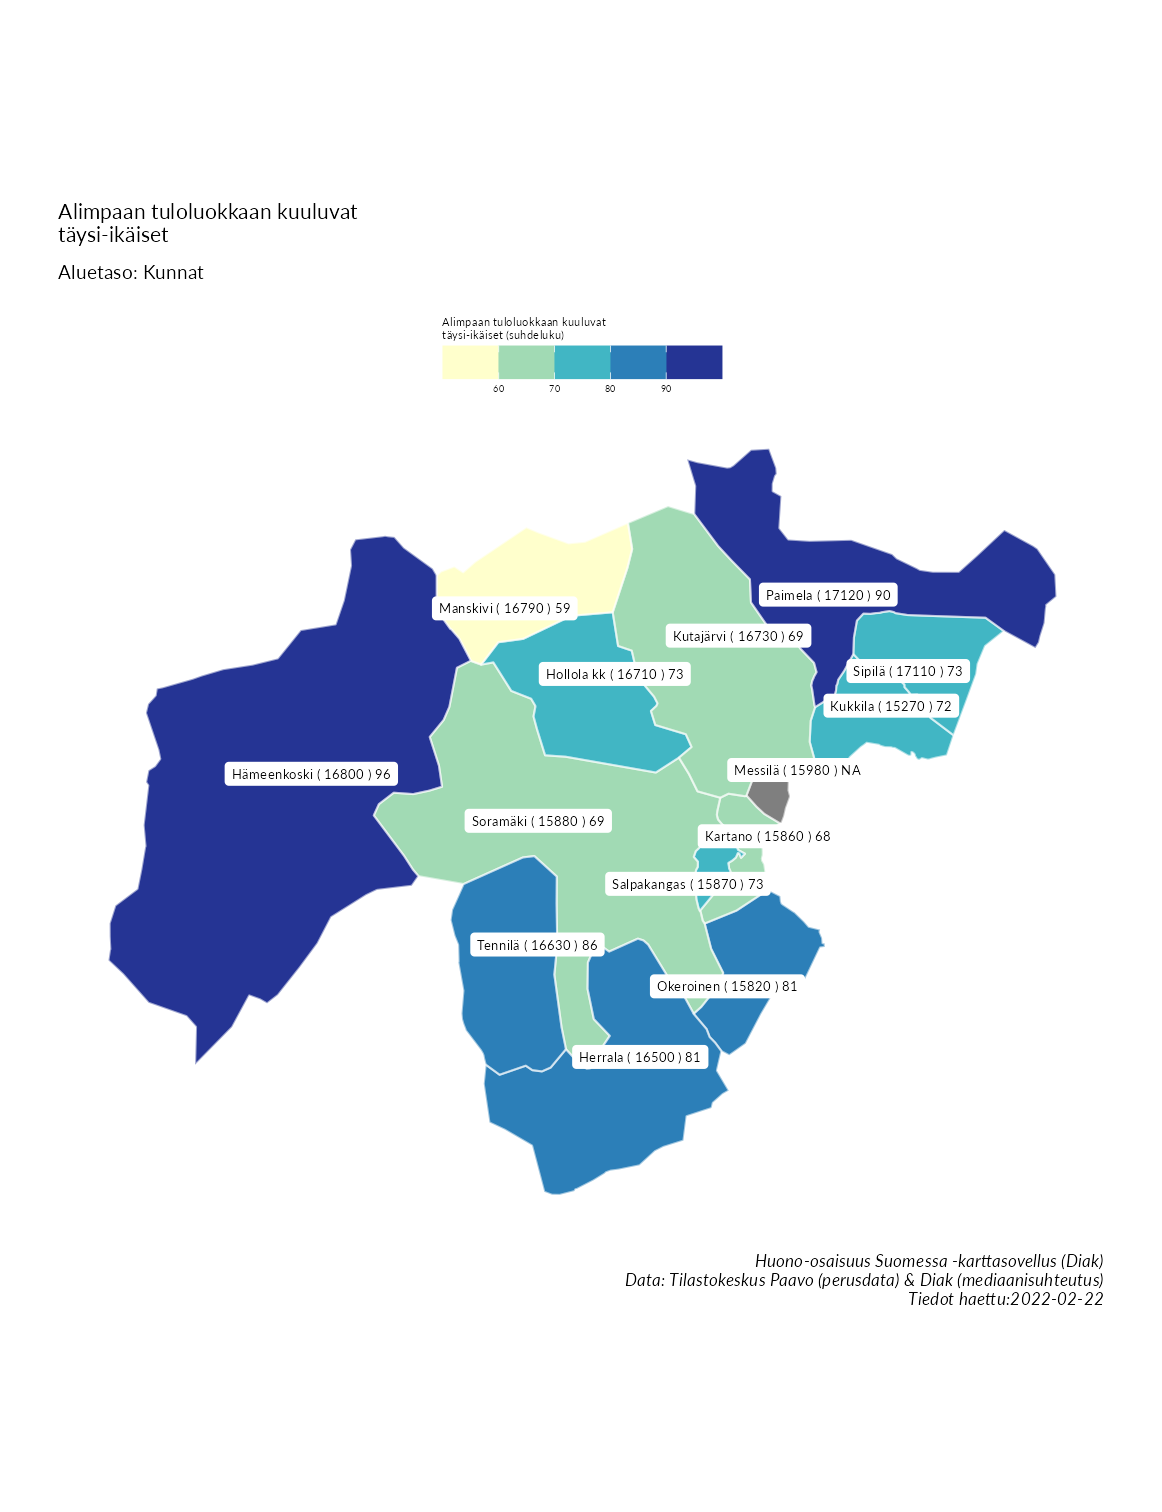 Alimpaan tuloluokkaan kuuluvat
täysi-ikäiset
Aluetaso: Kunnat
Alimpaan tuloluokkaan kuuluvat
täysi-ikäiset (suhdeluku)
60 70 80 90
Paimela ( 17120 ) 90
Manskivi ( 16790 ) 59
Kutajärvi ( 16730 ) 69
Sipilä ( 17110 ) 73
Hollola kk ( 16710 ) 73
Kukkila ( 15270 ) 72
Messilä ( 15980 ) NA
Hämeenkoski ( 16800 ) 96
Soramäki ( 15880 ) 69
Kartano ( 15860 ) 68
Salpakangas ( 15870 ) 73
Tennilä ( 16630 ) 86
Okeroinen ( 15820 ) 81
Herrala ( 16500 ) 81
Huono-osaisuus Suomessa -karttasovellus (Diak)
Data: Tilastokeskus Paavo (perusdata) & Diak (mediaanisuhteutus)
Tiedot haettu:2022-02-22